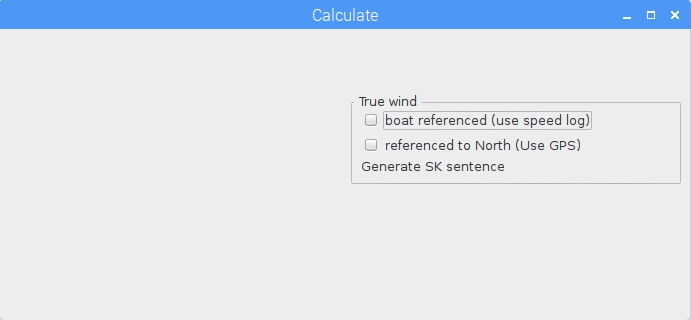 Calculate
True wind
boat referenced (use speed log)
referenced to North (Use GPS)
Generate SK sentence